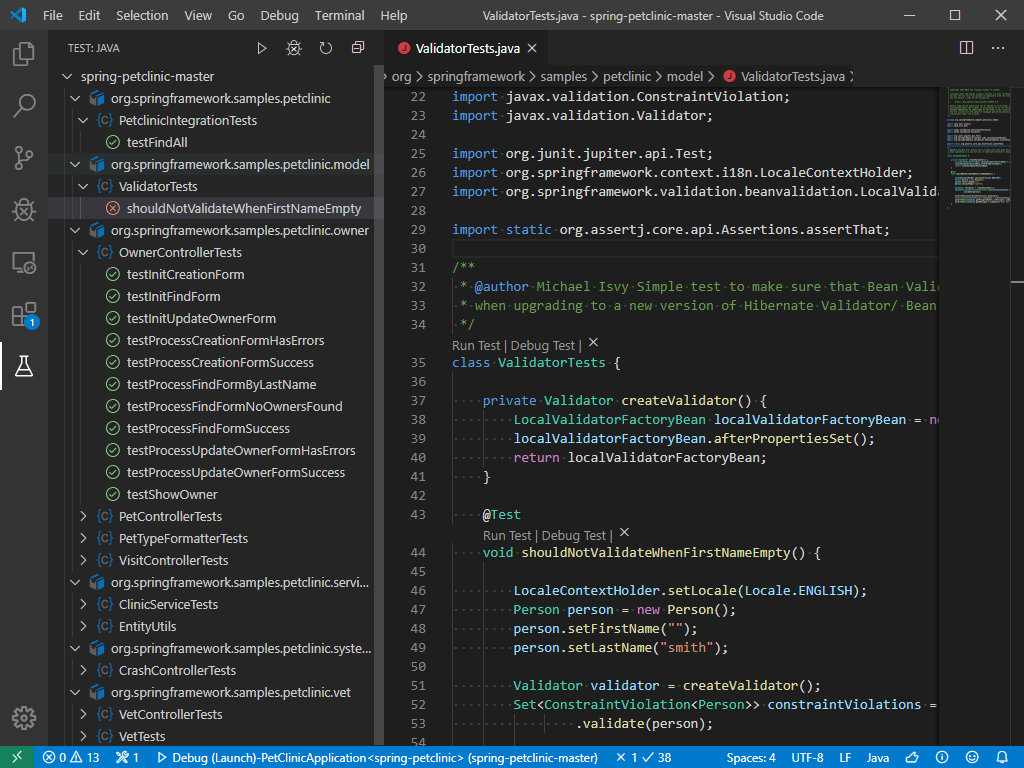 File Edit Selection View Go Debug Terminal Help ValidatorTests.java - spring-petclinic-master - Visual Studio Code
TEST: JAVA
spring-petclinic-master
org.springframework.samples.petclinic
PetclinicIntegrationTests
testFindAll
org.springframework.samples.petclinic.model
ValidatorTests
shouldNotValidateWhenFirstNameEmpty
org.springframework.samples.petclinic.owner
OwnerControllerTests
testInitCreationForm
testInitFindForm
testInitUpdateOwnerForm
testProcessCreationFormHasErrors
testProcessCreationFormSuccess
testProcessFindFormByLastName
testProcessFindFormNoOwnersFound
testProcessFindFormSuccess
testProcessUpdateOwnerFormHasErrors
testProcessUpdateOwnerFormSuccess
testShowOwner
PetControllerTests
PetTypeFormatterTests
VisitControllerTests
org.springframework.samples.petclinic.servi...
ClinicServiceTests
EntityUtils
org.springframework.samples.petclinic.syste...
CrashControllerTests
org.springframework.samples.petclinic.vet
VetControllerTests
VetTests
1
ValidatorTests.java
org > springframework > samples > petclinic > model > ValidatorTests.java >
22 import javax.validation.ConstraintViolation;
23 import javax.validation.Validator;
24
25 import org.junit.jupiter.api.Test;
26 import org.springframework.context.i18n.LocaleContextHolder;
27 import org.springframework.validation.beanvalidation.LocalValida
28
29 import static org.assertj.core.api.Assertions.assertThat;
30
31 /**
32 * @author Michael Isvy Simple test to make sure that Bean Vali
33 * when upgrading to a new version of Hibernate Validator/ Bean
34 */
Run Test | Debug Test | ✕
35 class ValidatorTests {
36
37 private Validator createValidator() {
38 LocalValidatorFactoryBean localValidatorFactoryBean = n
39 localValidatorFactoryBean.afterPropertiesSet();
40 return localValidatorFactoryBean;
41 }
42
43 @Test
Run Test | Debug Test | ✕
44 void shouldNotValidateWhenFirstNameEmpty() {
45
46 LocaleContextHolder.setLocale(Locale.ENGLISH);
47 Person person = new Person();
48 person.setFirstName("");
49 person.setLastName("smith");
50
51 Validator validator = createValidator();
52 Set<ConstraintViolation<Person>> constraintViolations =
53 .validate(person);
54
0 13 1 Debug (Launch)-PetClinicApplication<spring-petclinic> (spring-petclinic-master) ✕ 1 ✓ 38 Spaces: 4 UTF-8 LF Java